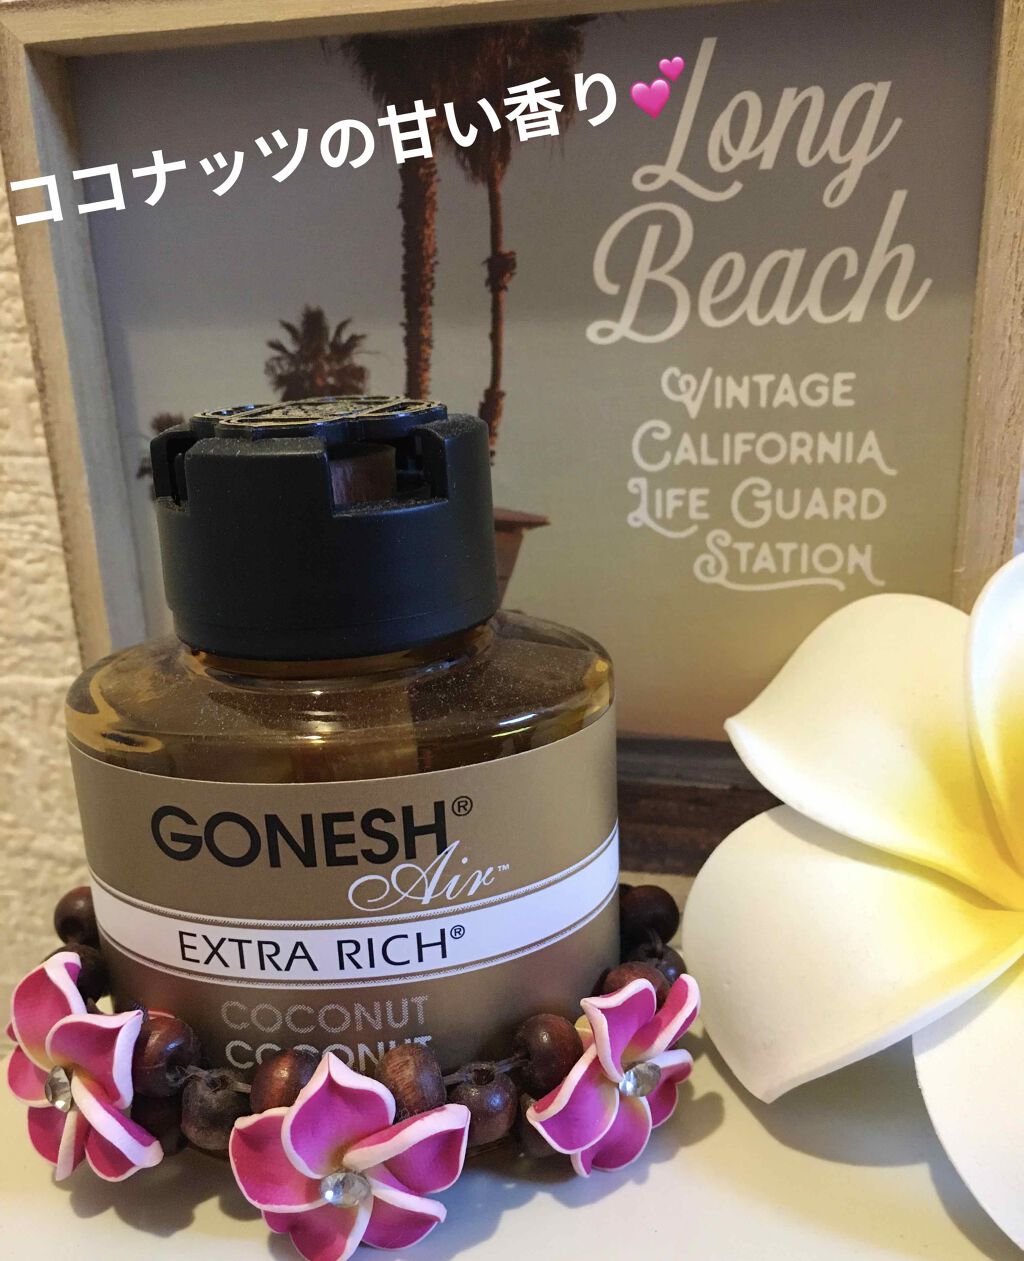 ココナッツの甘い香り💕
Long
Beach
VINTAGE
CALIFORNIA
LIFE GUARD
STATION
GONESH®
Air™
EXTRA RICH®
COCONUT
COCONUT